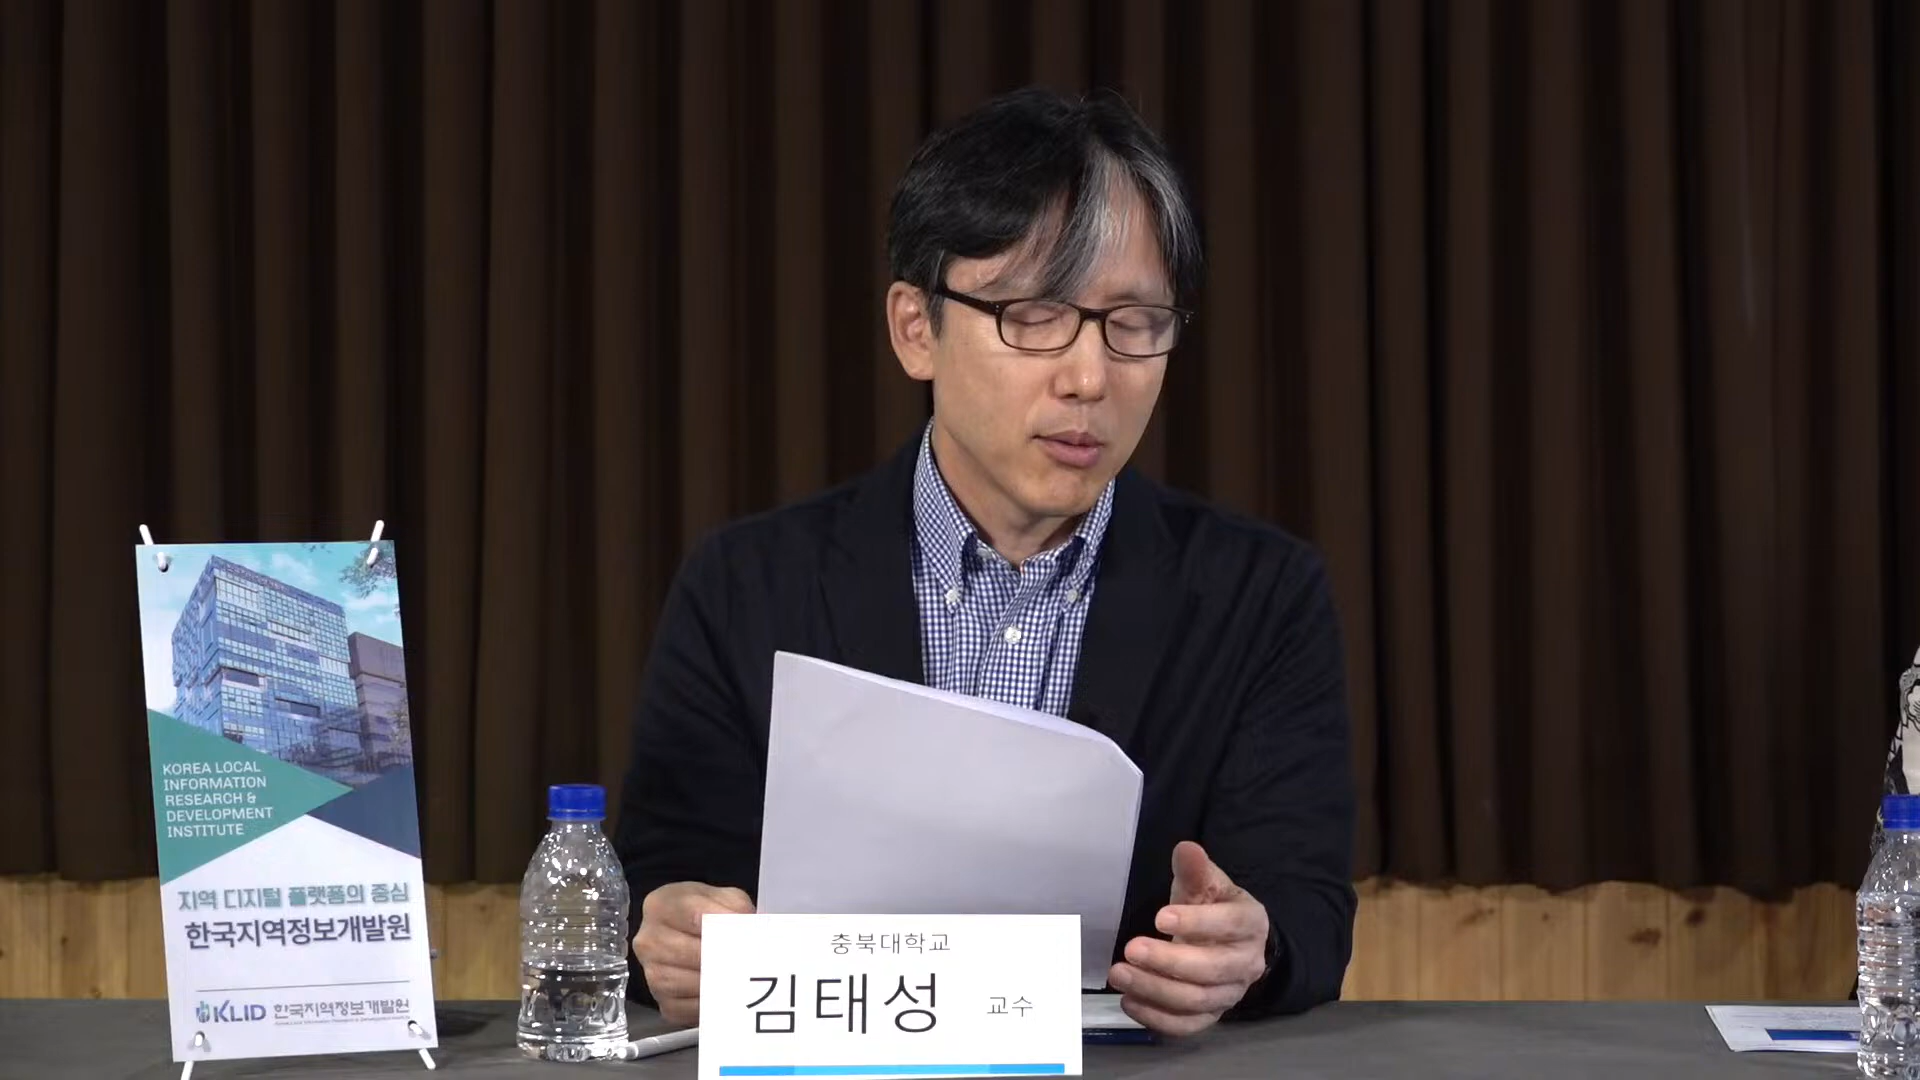 KOREA LOCAL
INFORMATION
RESEARCH &
DEVELOPMENT
INSTITUTE
지역 디지털 플랫폼의 중심
한국지역정보개발원
KLID 한국지역정보개발원
충북대학교
김태성 교수